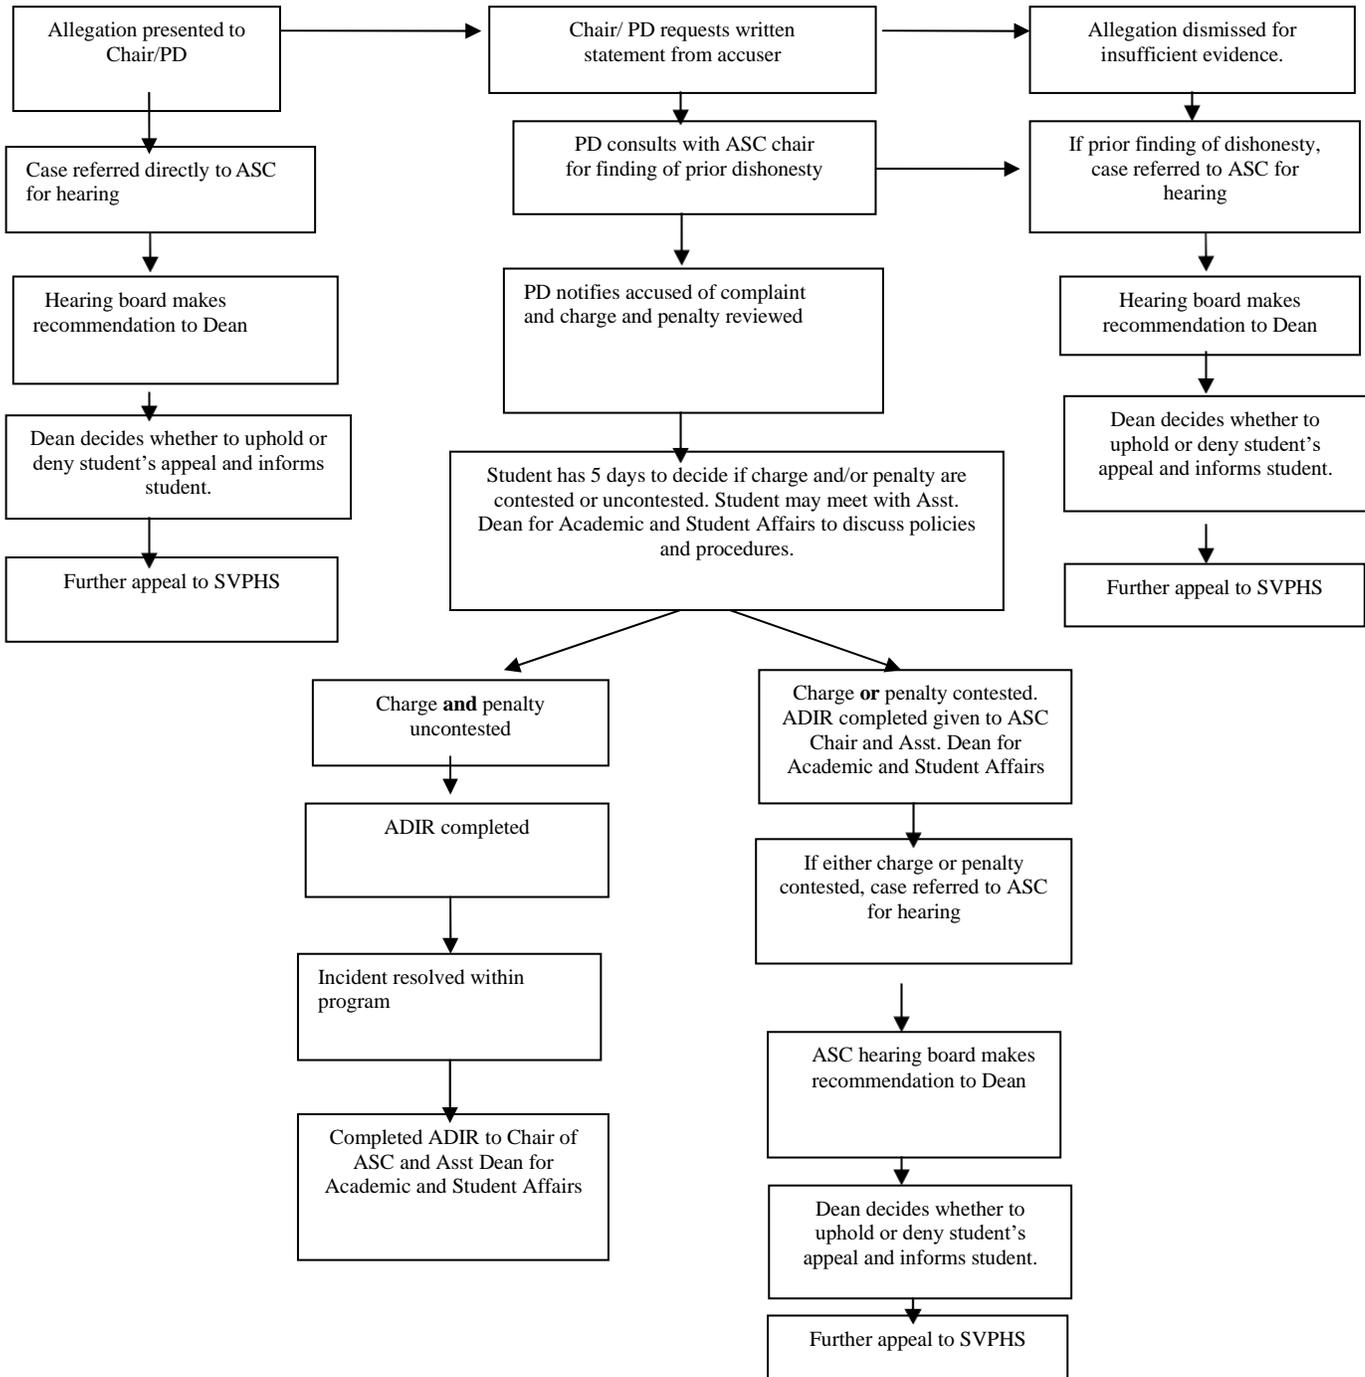 Allegation presented to
Chair/PD
Chair/ PD requests written
statement from accuser
Allegation dismissed for
insufficient evidence.
Case referred directly to ASC
for hearing
PD consults with ASC chair
for finding of prior dishonesty
If prior finding of dishonesty,
case referred to ASC for
hearing
Hearing board makes
recommendation to Dean
PD notifies accused of complaint
and charge and penalty reviewed
Hearing board makes
recommendation to Dean
Dean decides whether to uphold or
deny student’s appeal and informs
student.
Student has 5 days to decide if charge and/or penalty are
contested or uncontested. Student may meet with Asst.
Dean for Academic and Student Affairs to discuss policies
and procedures.
Dean decides whether to
uphold or deny student’s
appeal and informs student.
Further appeal to SVPHS
Further appeal to SVPHS
Charge and penalty
uncontested
Charge or penalty contested.
ADIR completed given to ASC
Chair and Asst. Dean for
Academic and Student Affairs
ADIR completed
If either charge or penalty
contested, case referred to ASC
for hearing
Incident resolved within
program
ASC hearing board makes
recommendation to Dean
Completed ADIR to Chair of
ASC and Asst Dean for
Academic and Student Affairs
Dean decides whether to
uphold or deny student’s
appeal and informs student.
Further appeal to SVPHS